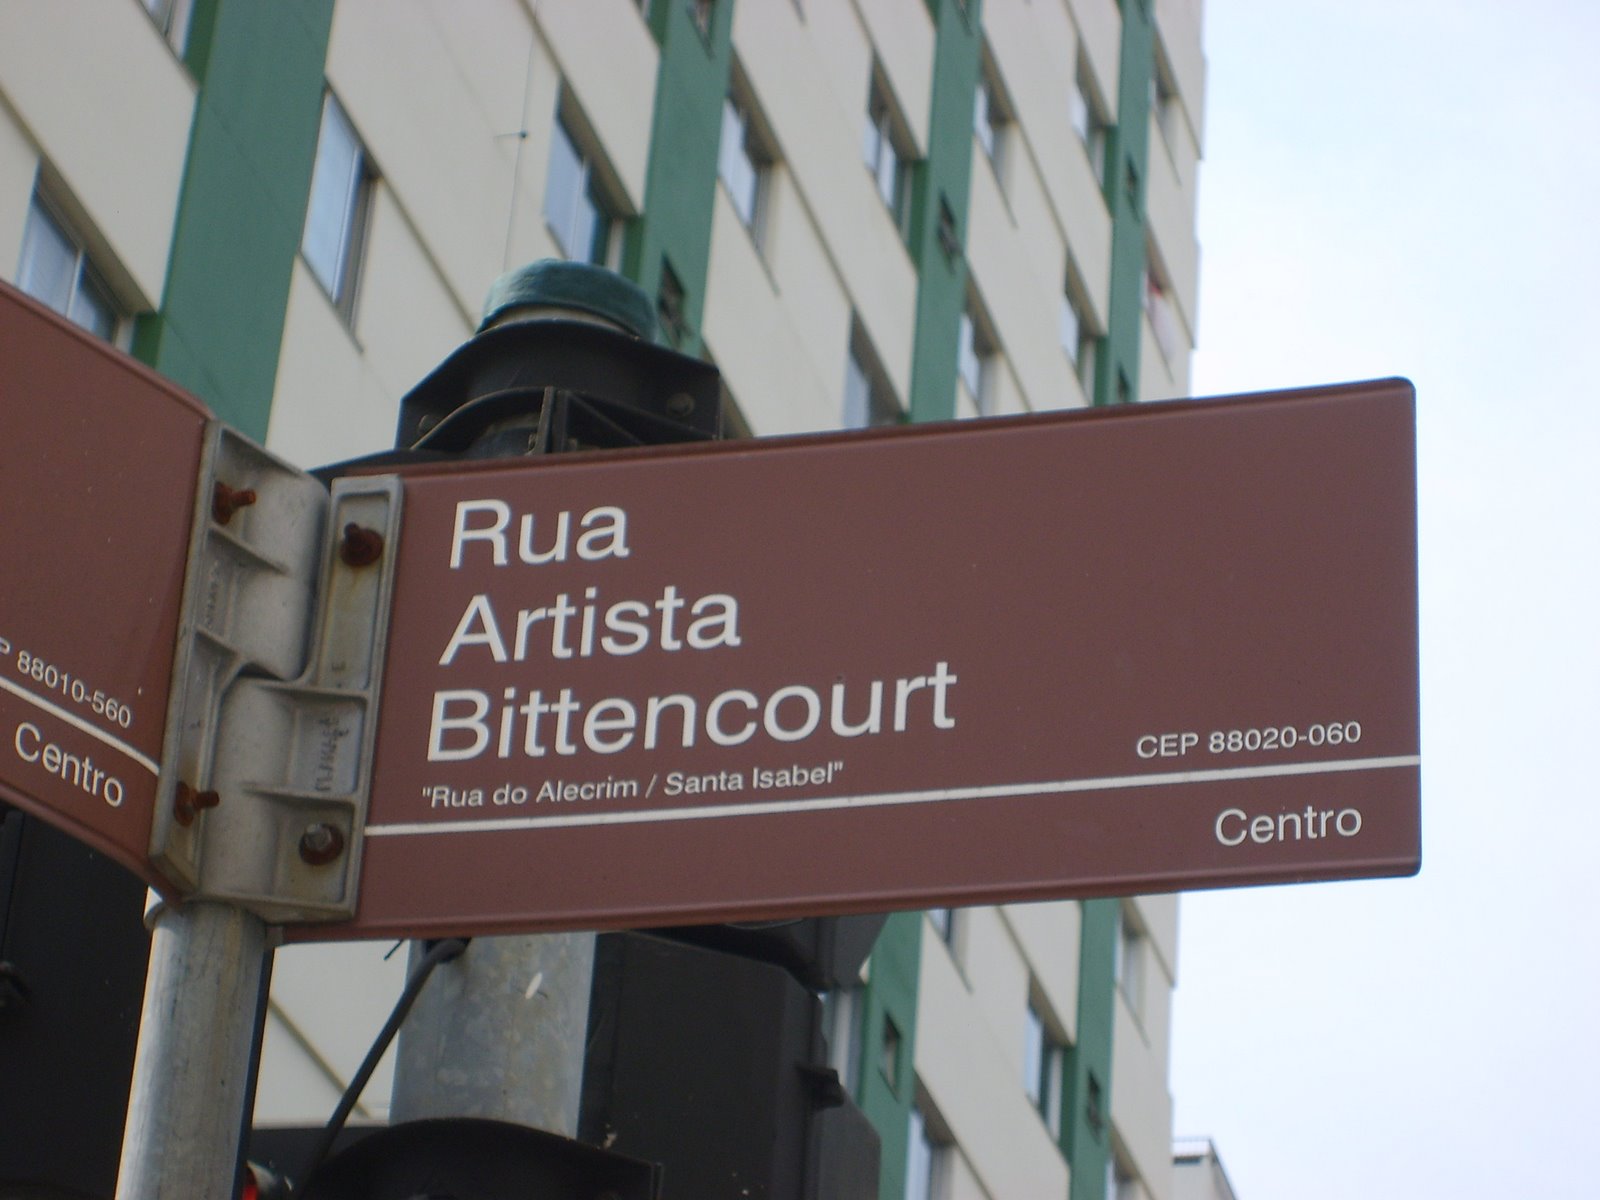 88010-560
Centro
Rua
Artista
Bittencourt
"Rua do Alecrim / Santa Isabel"
CEP 88020-060
Centro